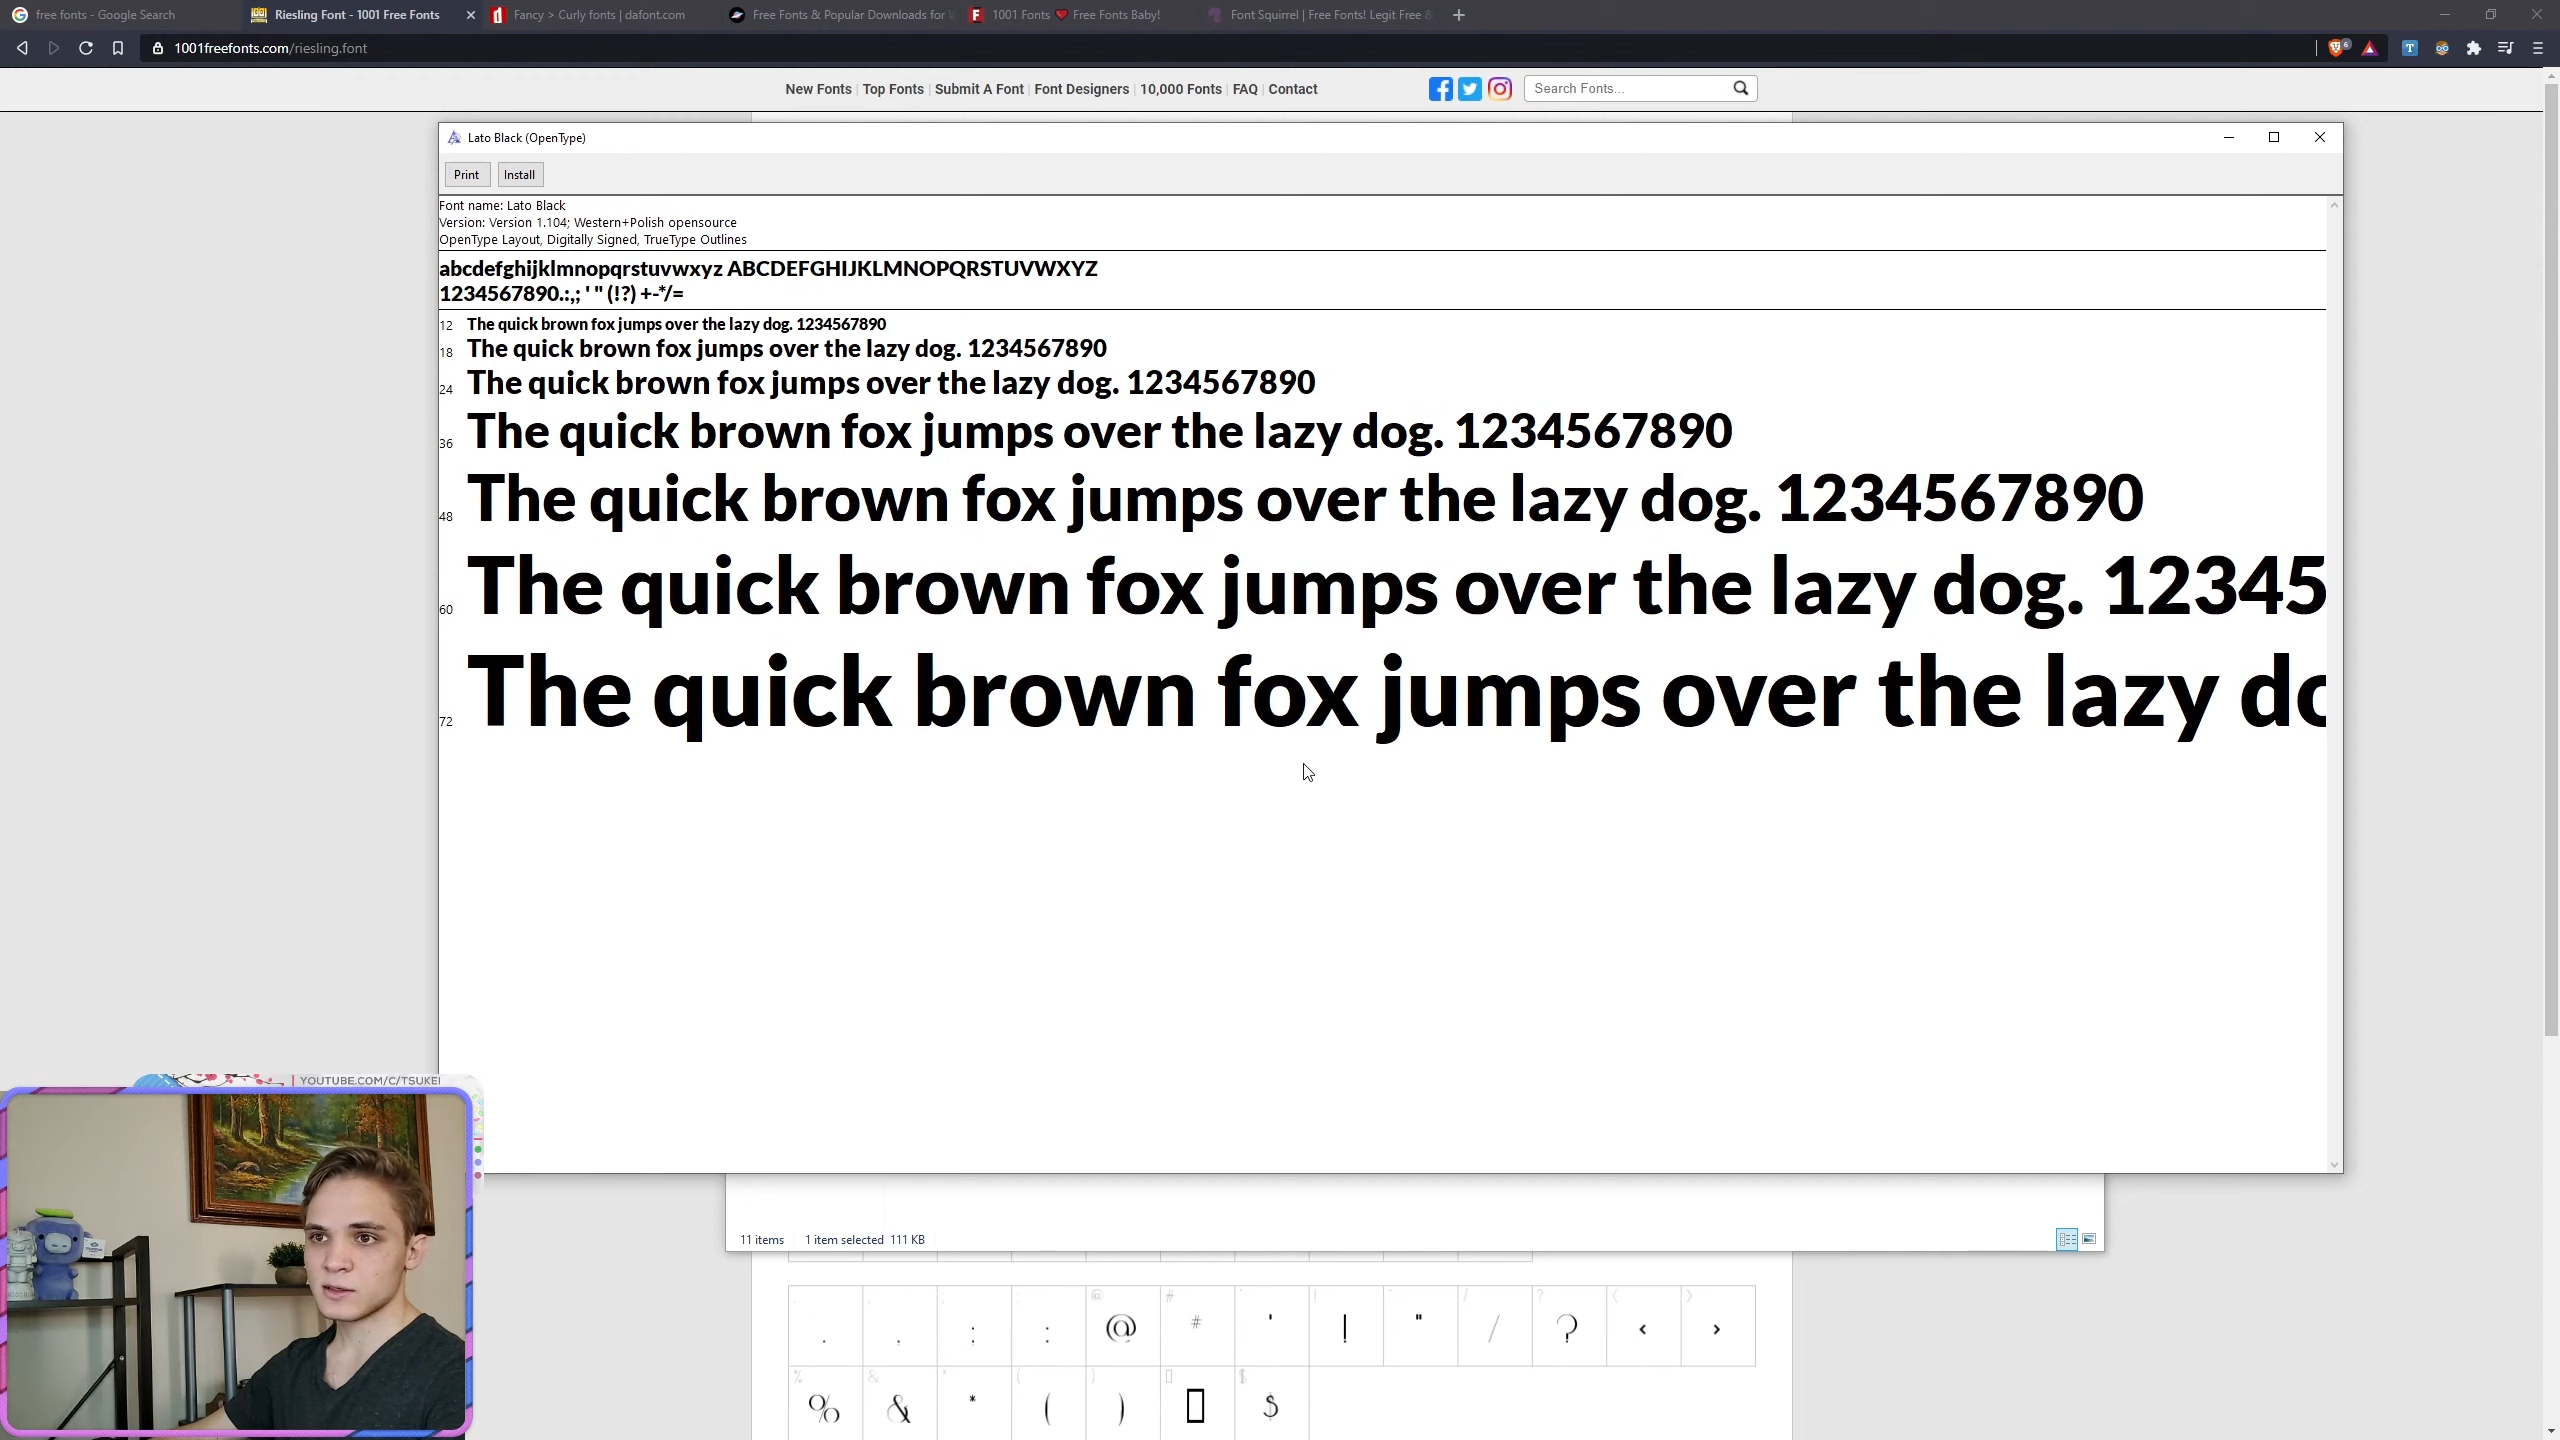 free fonts - Google Search
Riesling Font - 1001 Free Fonts
Fancy > Curly fonts | dafont.com
Free Fonts & Popular Downloads for
1001 Fonts ❤ Free Fonts Baby!
Font Squirrel | Free Fonts! Legit Free &
1001freefonts.com/riesling.font
New Fonts | Top Fonts | Submit A Font | Font Designers | 10,000 Fonts | FAQ | Contact
Search Fonts...
Lato Black (OpenType)
Print
Install
Font name: Lato Black
Version: Version 1.104; Western+Polish opensource
OpenType Layout, Digitally Signed, TrueType Outlines
abcdefghijklmnopqrstuvwxyz ABCDEFGHIJKLMNOPQRSTUVWXYZ
1234567890.:,; ' " (!?) +-*/=
12 The quick brown fox jumps over the lazy dog. 1234567890
18 The quick brown fox jumps over the lazy dog. 1234567890
24 The quick brown fox jumps over the lazy dog. 1234567890
36 The quick brown fox jumps over the lazy dog. 1234567890
48 The quick brown fox jumps over the lazy dog. 1234567890
60 The quick brown fox jumps over the lazy dog. 12345
72 The quick brown fox jumps over the lazy do
YOUTUBE.COM/C/TSUKEI
11 items 1 item selected 111 KB
. , ; : @ # ' ! " / ? < >
% & * ( ) $